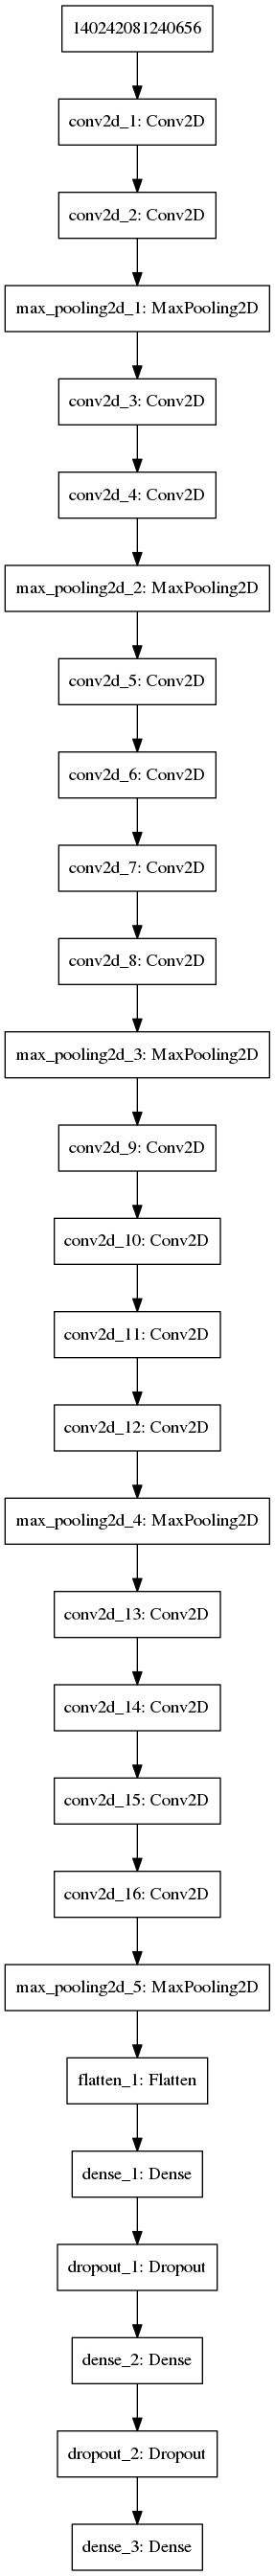 140242081240656
conv2d_1: Conv2D
conv2d_2: Conv2D
max_pooling2d_1: MaxPooling2D
conv2d_3: Conv2D
conv2d_4: Conv2D
max_pooling2d_2: MaxPooling2D
conv2d_5: Conv2D
conv2d_6: Conv2D
conv2d_7: Conv2D
conv2d_8: Conv2D
max_pooling2d_3: MaxPooling2D
conv2d_9: Conv2D
conv2d_10: Conv2D
conv2d_11: Conv2D
conv2d_12: Conv2D
max_pooling2d_4: MaxPooling2D
conv2d_13: Conv2D
conv2d_14: Conv2D
conv2d_15: Conv2D
conv2d_16: Conv2D
max_pooling2d_5: MaxPooling2D
flatten_1: Flatten
dense_1: Dense
dropout_1: Dropout
dense_2: Dense
dropout_2: Dropout
dense_3: Dense